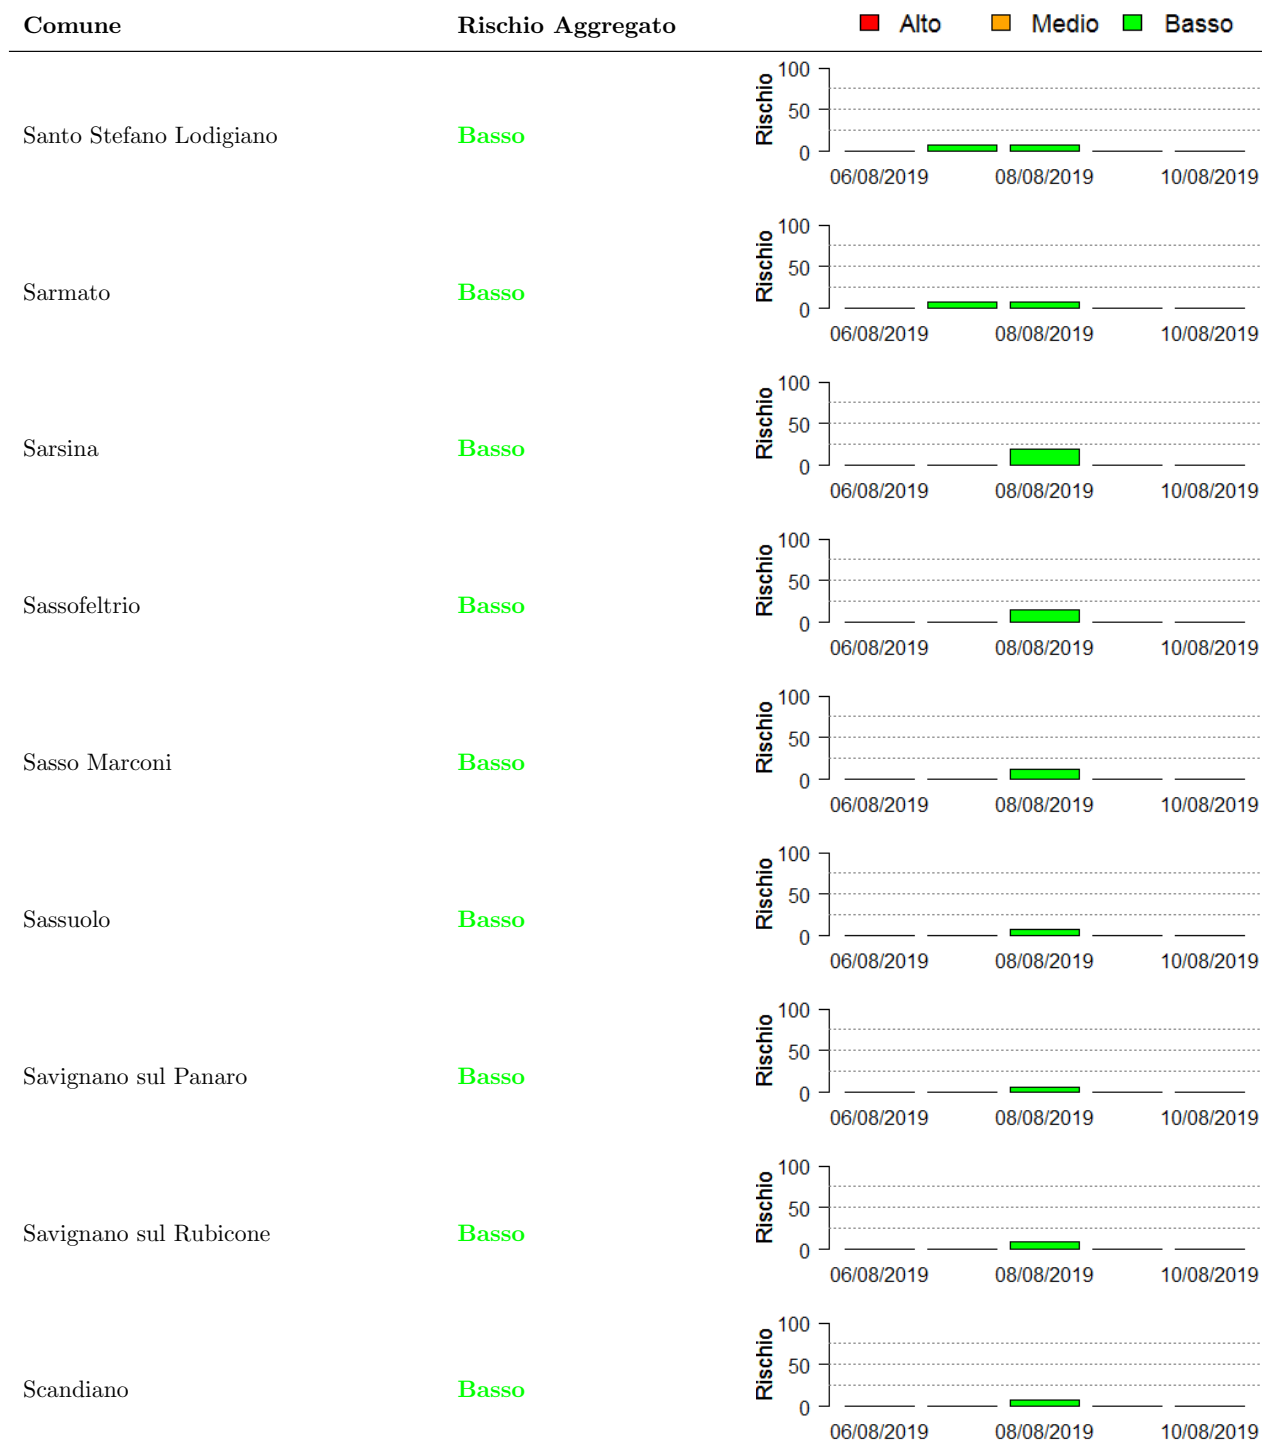 Comune Rischio Aggregato Alto Medio Basso
100
50
0
Rischio
Santo Stefano Lodigiano Basso
06/08/2019 08/08/2019 10/08/2019
100
50
0
Rischio
Sarmato Basso
06/08/2019 08/08/2019 10/08/2019
100
50
0
Rischio
Sarsina Basso
06/08/2019 08/08/2019 10/08/2019
100
50
0
Rischio
Sassofeltrio Basso
06/08/2019 08/08/2019 10/08/2019
100
50
0
Rischio
Sasso Marconi Basso
06/08/2019 08/08/2019 10/08/2019
100
50
0
Rischio
Sassuolo Basso
06/08/2019 08/08/2019 10/08/2019
100
50
0
Rischio
Savignano sul Panaro Basso
06/08/2019 08/08/2019 10/08/2019
100
50
0
Rischio
Savignano sul Rubicone Basso
06/08/2019 08/08/2019 10/08/2019
100
50
0
Rischio
Scandiano Basso
06/08/2019 08/08/2019 10/08/2019